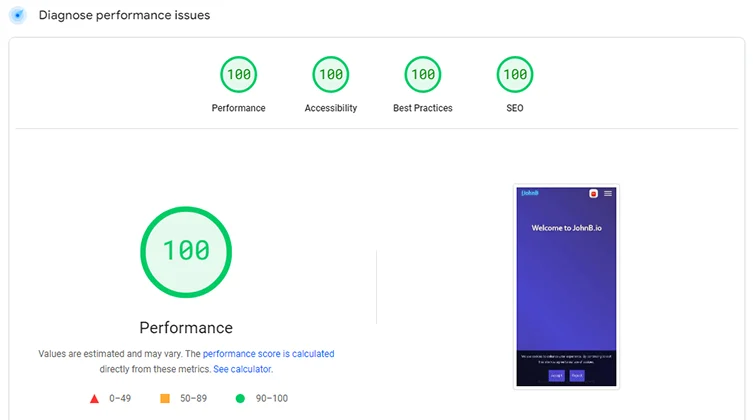 Diagnose performance issues
100 100 100 100
Performance Accessibility Best Practices SEO
100
Performance
Values are estimated and may vary. The performance score is calculated
directly from these metrics. See calculator.
0–49 50–89 90–100
JohnB
Welcome to JohnB.io
Accept Reject